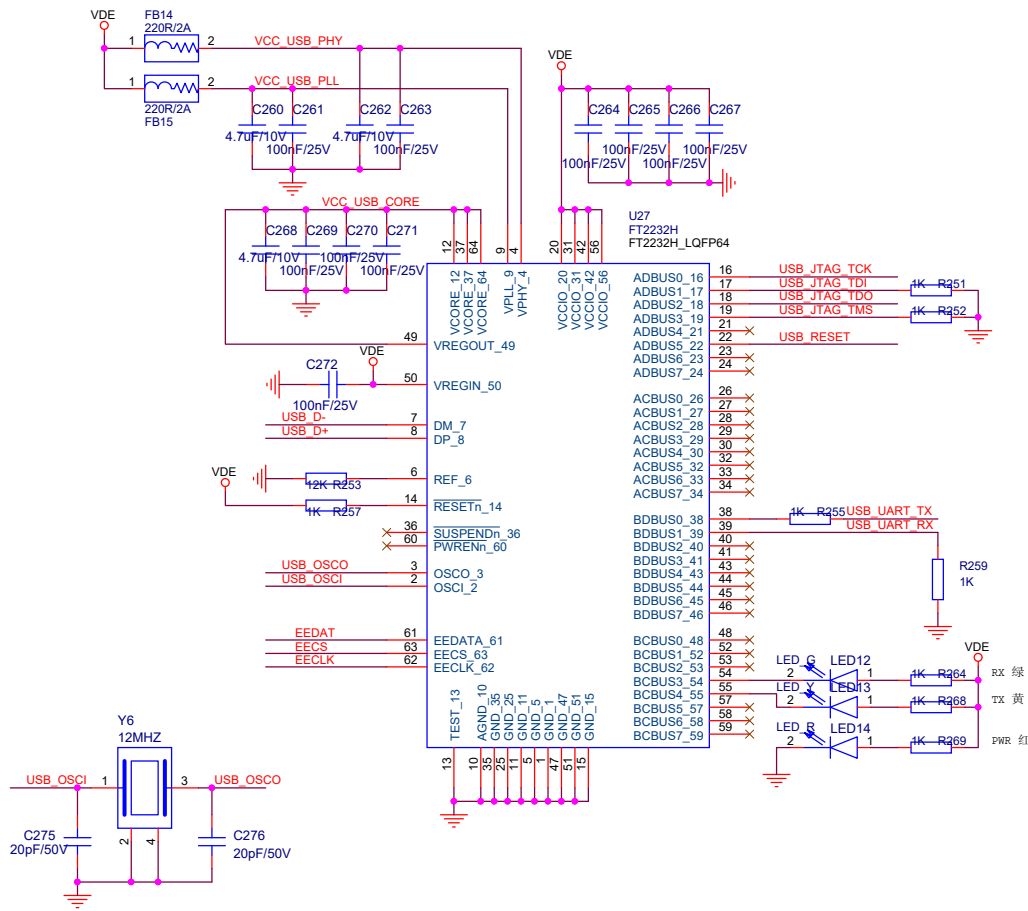 VDE
FB14
220R/2A
1
2
VCC_USB_PHY
1
2
VCC_USB_PLL
220R/2A
FB15
C260
C261
C262
C263
4.7uF/10V
4.7uF/10V
100nF/25V
100nF/25V
VDE
C264
C265
C266
C267
100nF/25V
100nF/25V
100nF/25V
100nF/25V
VCC_USB_CORE
C268
C269
C270
C271
4.7uF/10V
100nF/25V
100nF/25V
100nF/25V
12
37
64
9
4
20
31
42
56
U27
FT2232H
FT2232H_LQFP64
VCORE_12
VCORE_37
VCORE_64
VPLL_9
VPHY_4
VCCIO_20
VCCIO_31
VCCIO_42
VCCIO_56
49
VREGOUT_49
VDE
C272
100nF/25V
50
VREGIN_50
USB_D-
7
DM_7
USB_D+
8
DP_8
VDE
12K
R253
6
REF_6
1K
R257
14
RESETn_14
36
SUSPENDn_36
60
PWRENn_60
USB_OSCO
3
OSCO_3
USB_OSCI
2
OSCI_2
EEDAT
61
EEDATA_61
EECS
63
EECS_63
EECLK
62
EECLK_62
ADBUS0_16
16
USB_JTAG_TCK
ADBUS1_17
17
USB_JTAG_TDI
1K
R251
ADBUS2_18
18
USB_JTAG_TDO
ADBUS3_19
19
USB_JTAG_TMS
1K
R252
ADBUS4_21
21
ADBUS5_22
22
USB_RESET
ADBUS6_23
23
ADBUS7_24
24
ACBUS0_26
26
ACBUS1_27
27
ACBUS2_28
28
ACBUS3_29
29
ACBUS4_30
30
ACBUS5_32
32
ACBUS6_33
33
ACBUS7_34
34
BDBUS0_38
38
1K
R255
USB_UART_TX
BDBUS1_39
39
USB_UART_RX
BDBUS2_40
40
BDBUS3_41
41
BDBUS4_43
43
BDBUS5_44
44
BDBUS6_45
45
BDBUS7_46
46
R259
1K
BCBUS0_48
48
BCBUS1_52
52
BCBUS2_53
53
BCBUS3_54
54
BCBUS4_55
55
BCBUS5_57
57
BCBUS6_58
58
BCBUS7_59
59
VDE
LED_G
LED12
2
1
1K
R264
RX 绿
LED_Y
LED13
2
1
1K
R268
TX 黄
LED_R
LED14
2
1
1K
R269
PWR 红
TEST_13
AGND_10
GND_35
GND_25
GND_11
GND_5
GND_1
GND_47
GND_51
GND_15
13
10
35
25
11
5
1
47
51
15
Y6
12MHZ
USB_OSCI
1
3
USB_OSCO
2
4
C275
20pF/50V
C276
20pF/50V